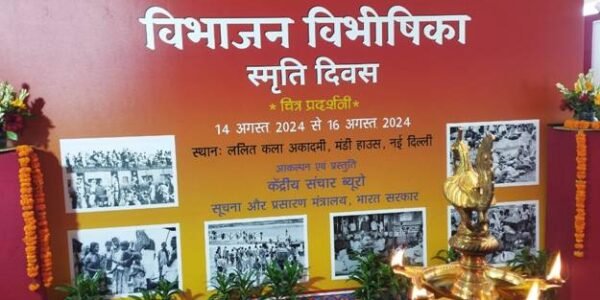 विभाजन विभीषिका
स्मृति दिवस
* चित्र प्रदर्शनी *
14 अगस्त 2024 से 16 अगस्त 2024
स्थानः ललित कला अकादमी, मंडी हाउस, नई दिल्ली
आकल्पन एवं प्रस्तुति
केंद्रीय संचार ब्यूरो
सूचना और प्रसारण मंत्रालय, भारत सरकार